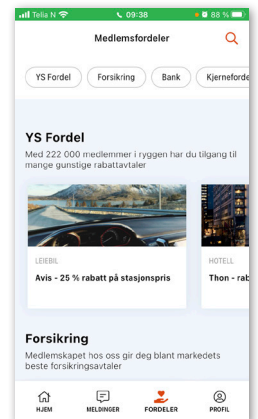 Telia N 09:38 88 %
Medlemsfordeler
YS Fordel Forsikring Bank Kjerneforde
YS Fordel
Med 222 000 medlemmer i ryggen har du tilgang til
mange gunstige rabattavtaler
LEIEBIL HOTELL
Avis - 25 % rabatt på stasjonspris Thon - rab
Forsikring
Medlemskapet hos oss gir deg blant markedets
beste forsikringsavtaler
HJEM MELDINGER FORDELER PROFIL